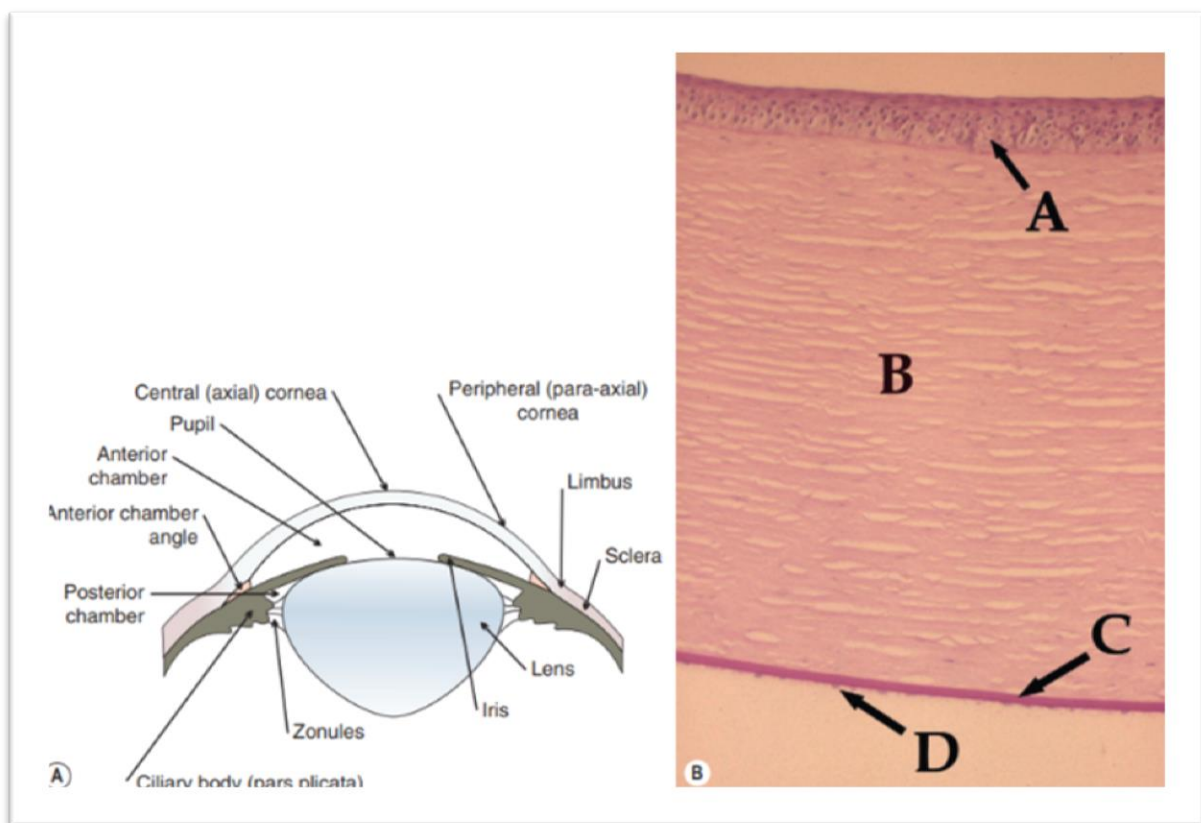 Central (axial) cornea
Peripheral (para-axial)
cornea
Pupil
Anterior
chamber
Limbus
Anterior chamber
angle
Sclera
Posterior
chamber
Lens
Iris
Zonules
Ciliary body (pars plicata)
A
A
B
C
D
B